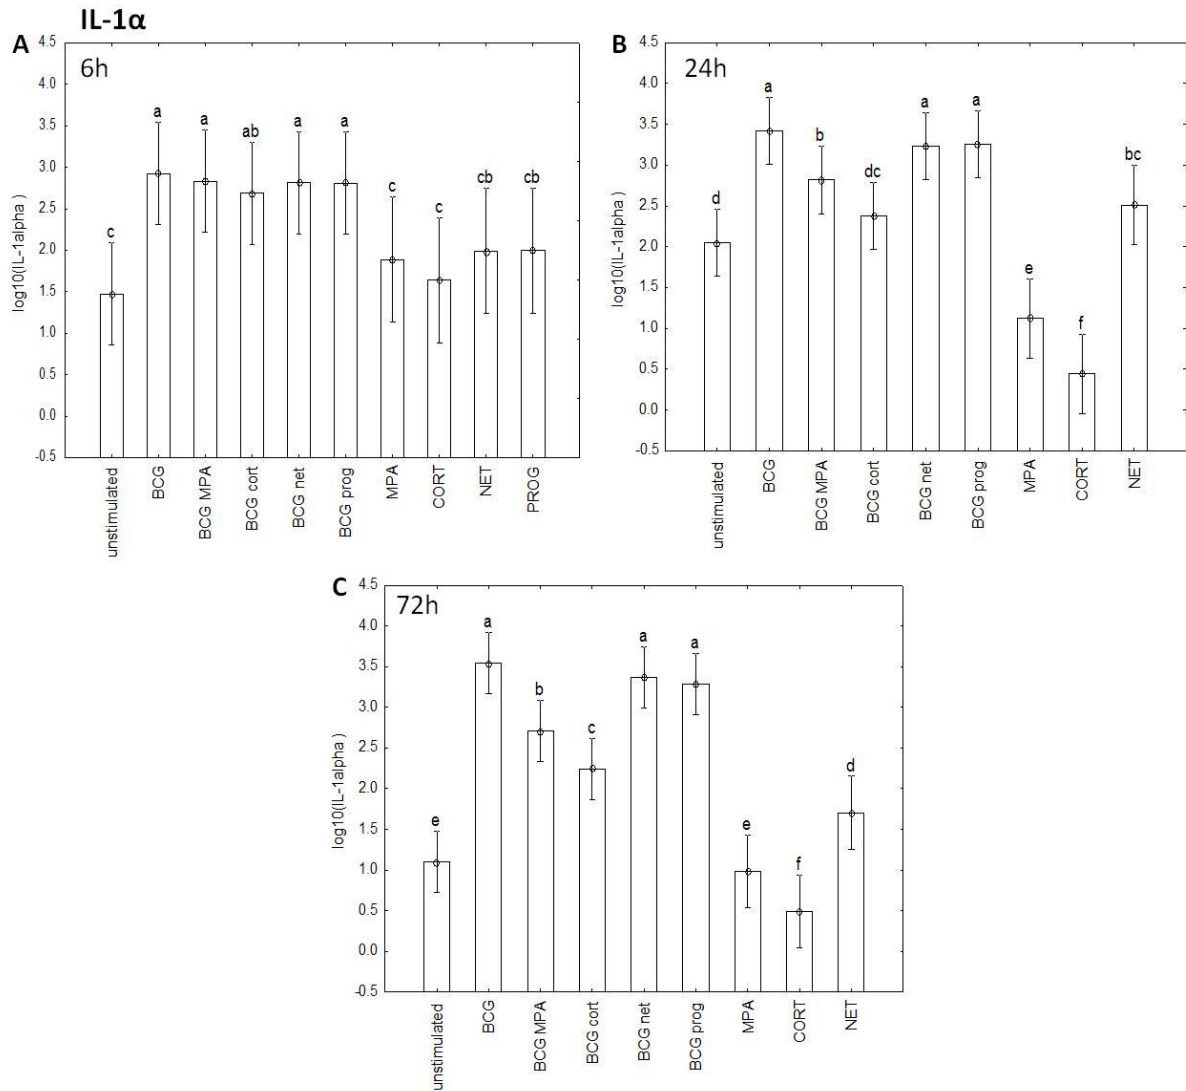 IL-1α
A
6h
4.5
4.0
3.5
3.0
2.5
2.0
1.5
1.0
0.5
0.0
-0.5
log10(IL-1alpha )
c
a
a
ab
a
a
c
c
cb
cb
unstimulated
BCG
BCG MPA
BCG cort
BCG net
BCG prog
MPA
CORT
NET
PROG
B
24h
4.5
4.0
3.5
3.0
2.5
2.0
1.5
1.0
0.5
0.0
-0.5
log10(IL-1alpha )
d
a
b
dc
a
a
e
f
bc
unstimulated
BCG
BCG MPA
BCG cort
BCG net
BCG prog
MPA
CORT
NET
C
72h
4.5
4.0
3.5
3.0
2.5
2.0
1.5
1.0
0.5
0.0
-0.5
log10(IL-1alpha )
e
a
b
c
a
a
e
f
d
unstimulated
BCG
BCG MPA
BCG cort
BCG net
BCG prog
MPA
CORT
NET